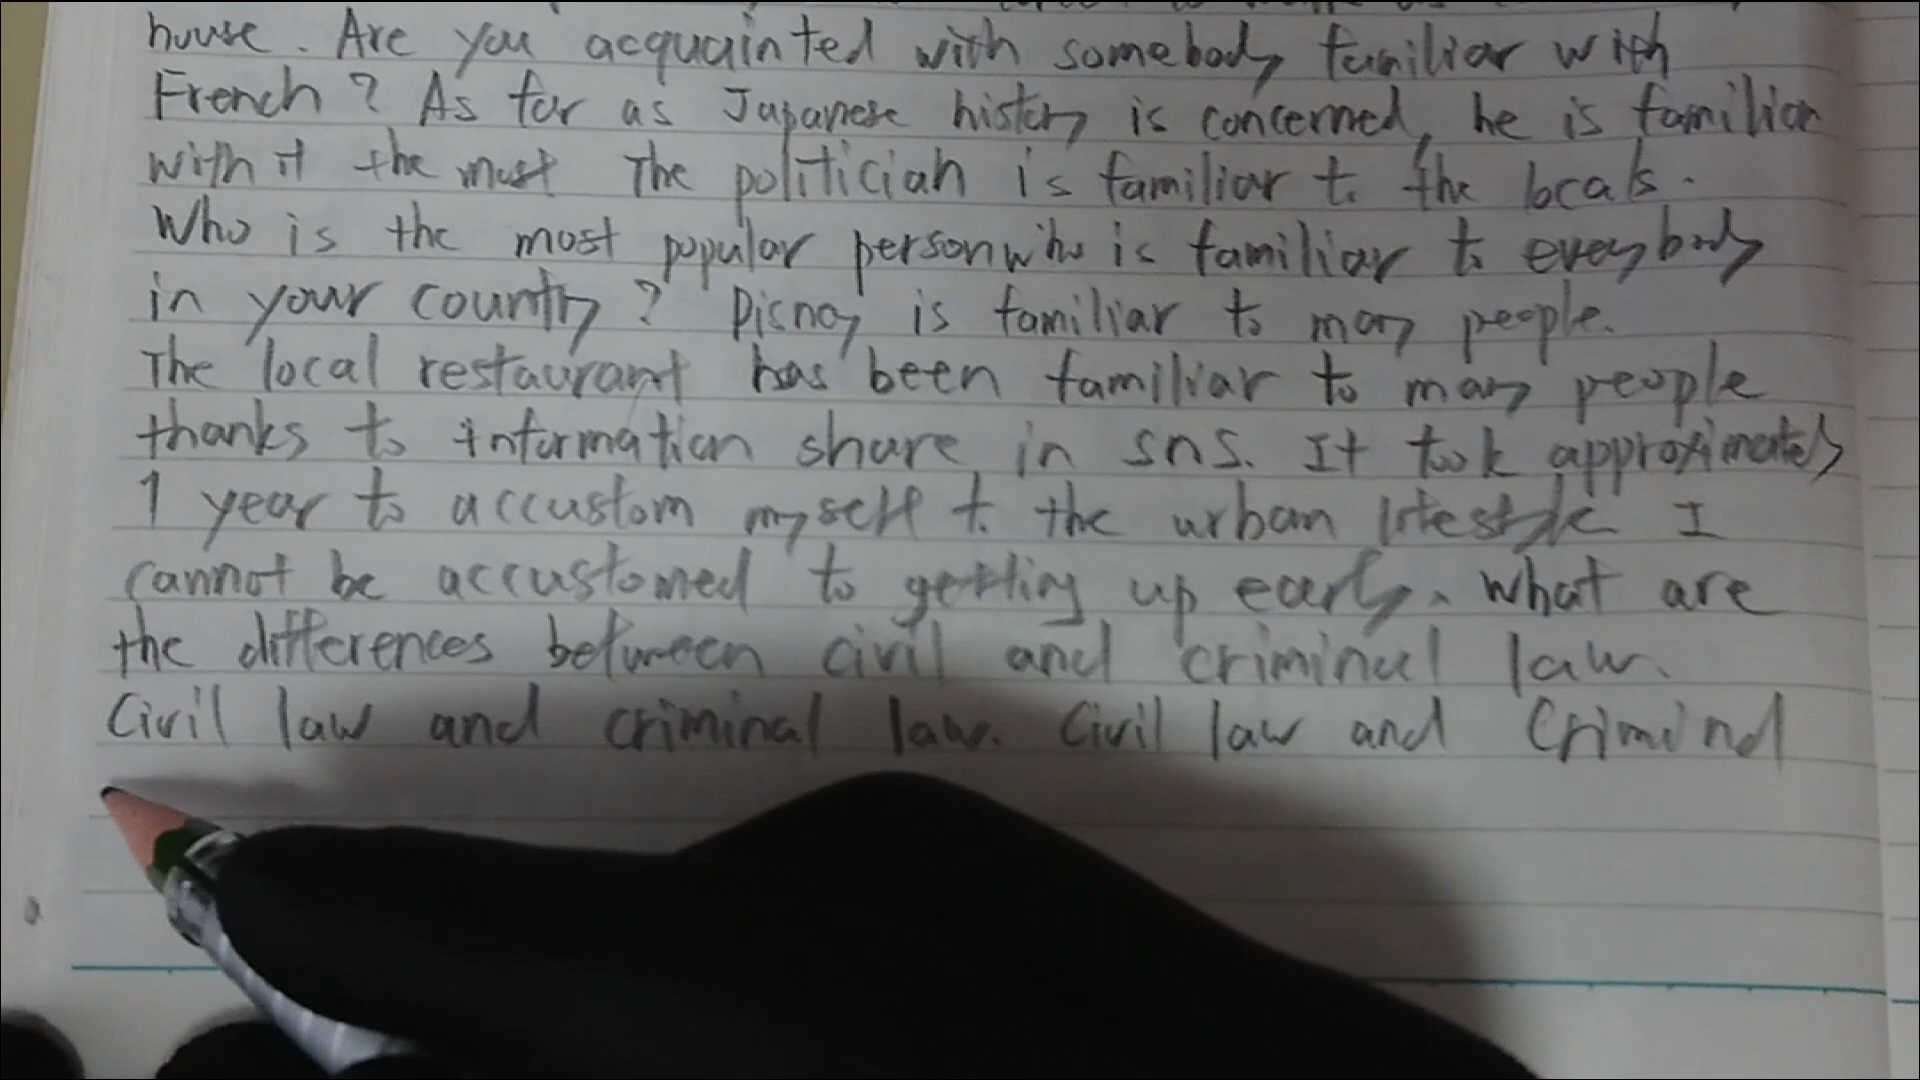 house. Are you acquainted with somebody familiar with
French? As far as Japanese history is concerned, he is familiar
with it the most The politician is familiar to the locals.
Who is the most popular person who is familiar to everybody
in your country? Disney is familiar to many people.
The local restaurant has been familiar to many people
thanks to information share in sns. It took approximately
1 year to accustom myself to the urban lifestyle I
cannot be accustomed to getting up early. What are
the differences between civil and criminal law.
Civil law and criminal law. Civil law and Criminal